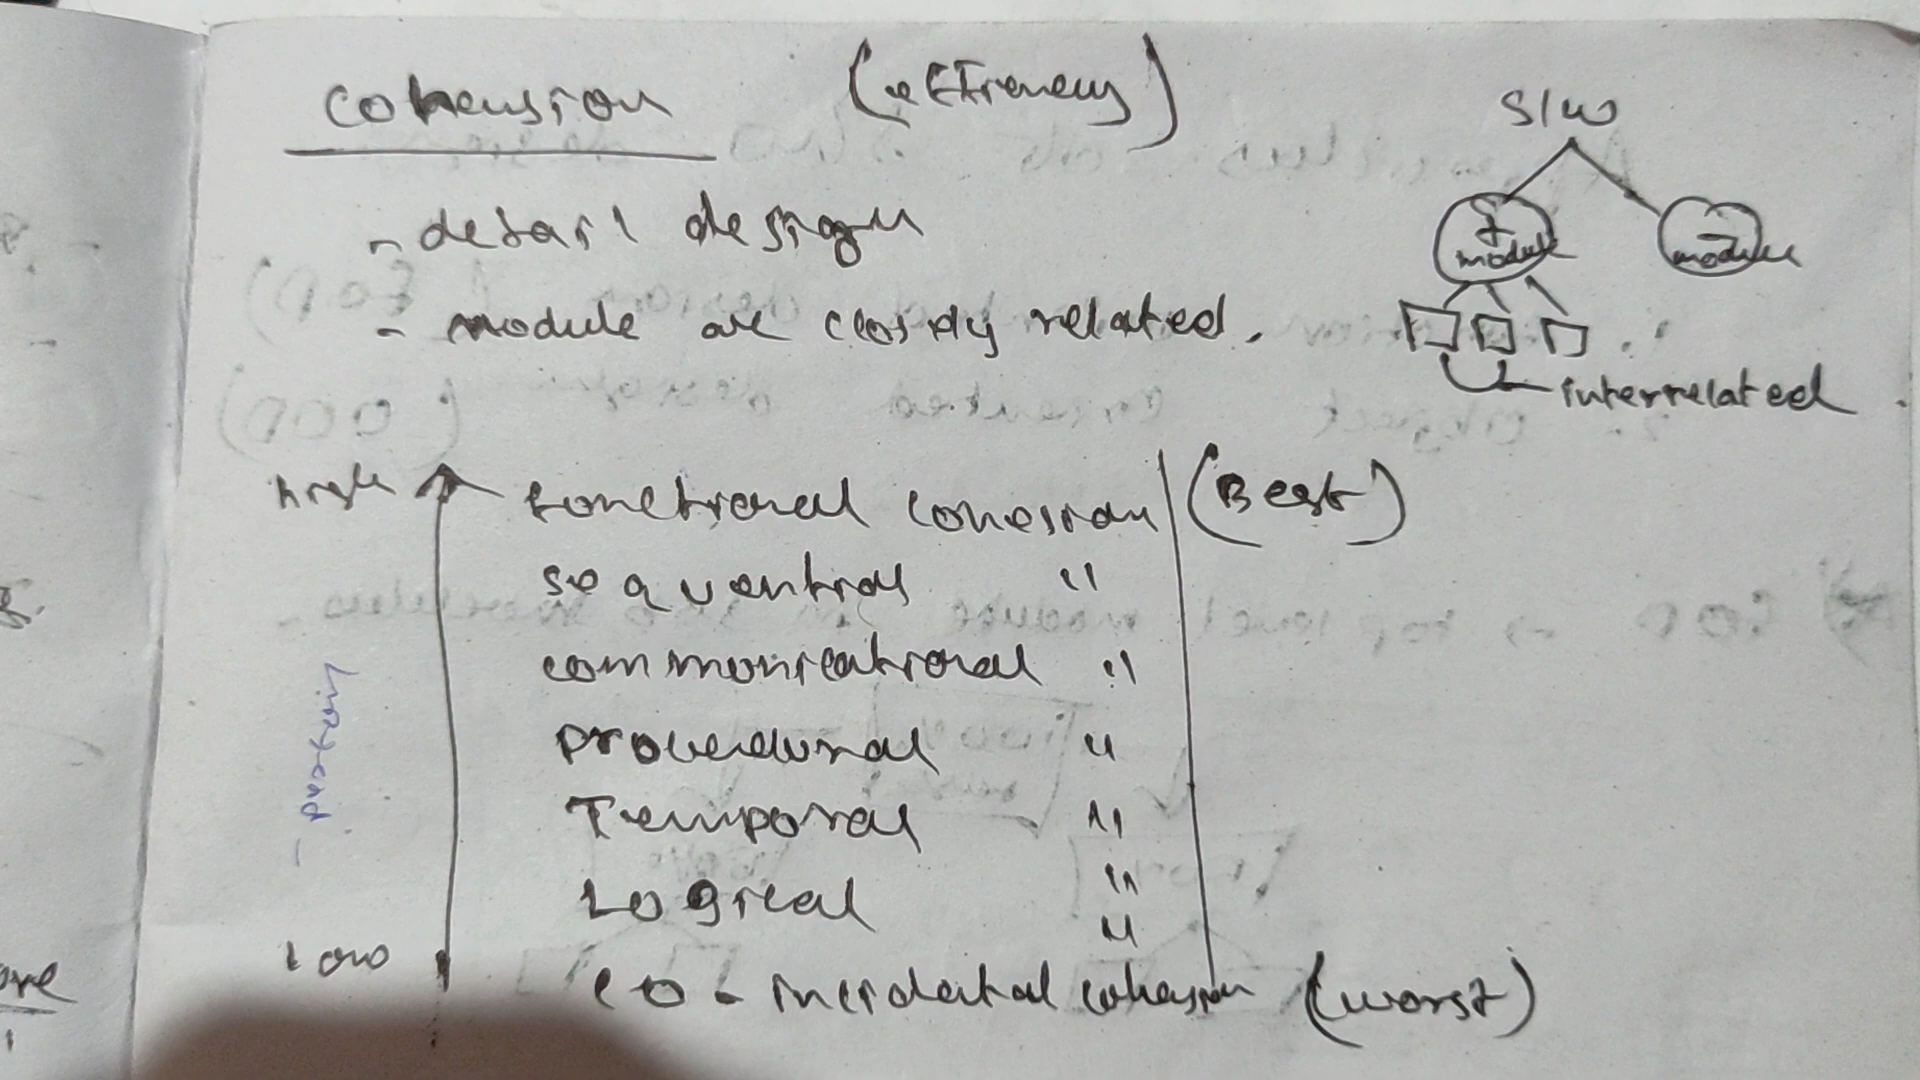 Cohension (efficiency)
- detail design
- module are closly related.
S/W
+ module
- module
interrelated
high functional cohesion (Best)
sequential "
communicational "
procedural "
Temporal "
Logical "
"
low co-incidental cohesion (worst)